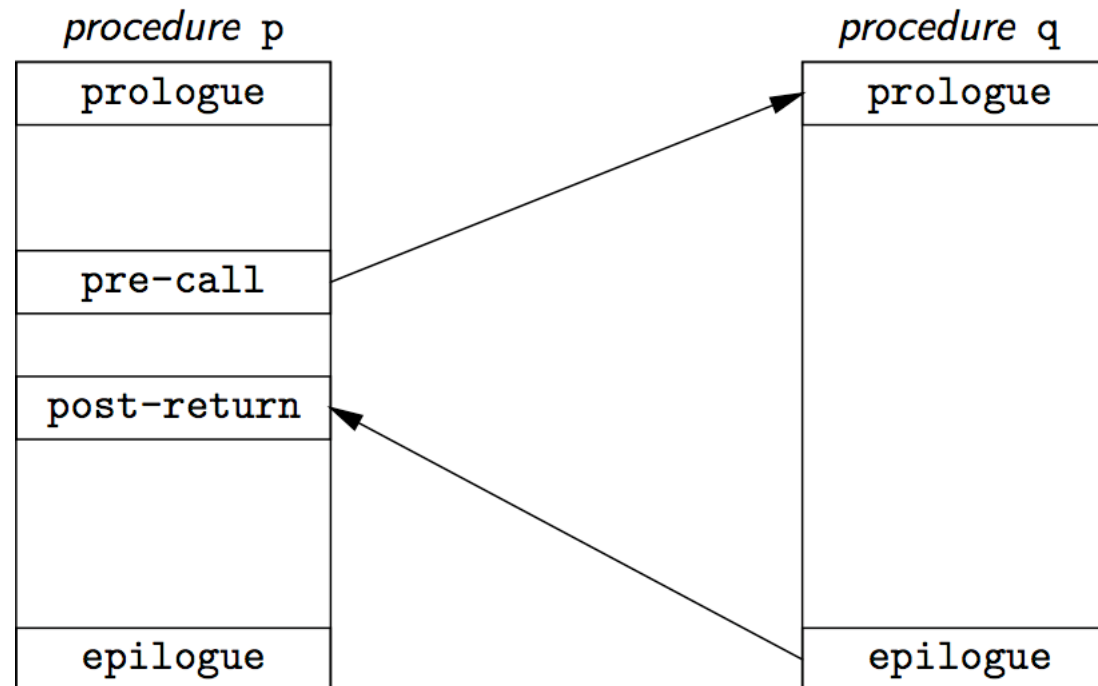 procedure p
prologue
pre-call
post-return
epilogue
procedure q
prologue
epilogue